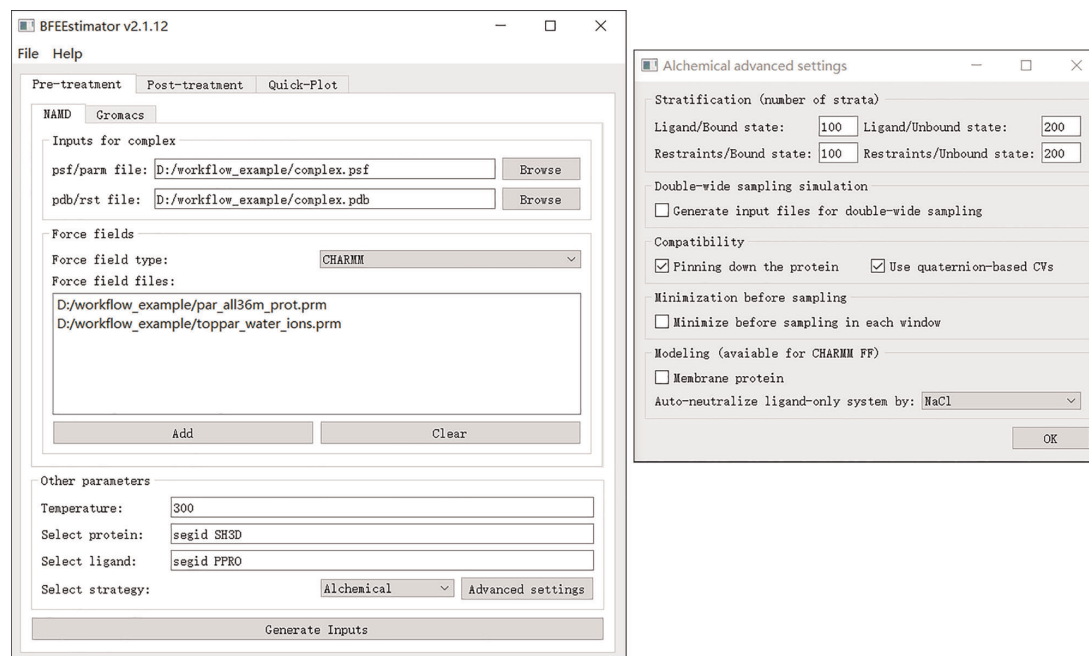 BFEEstimator v2.1.12
File Help
Pre-treatment Post-treatment Quick-Plot
NAMD Gromacs
Inputs for complex
psf/parm file: D:/workflow_example/complex.psf Browse
pdb/rst file: D:/workflow_example/complex.pdb Browse
Force fields
Force field type: CHARMM
Force field files:
D:/workflow_example/par_all36m_prot.prm
D:/workflow_example/toppar_water_ions.prm
Add Clear
Other parameters
Temperature: 300
Select protein: segid SH3D
Select ligand: segid PPRO
Select strategy: Alchemical Advanced settings
Generate Inputs
Alchemical advanced settings
Stratification (number of strata)
Ligand/Bound state: 100 Ligand/Unbound state: 200
Restraints/Bound state: 100 Restraints/Unbound state: 200
Double-wide sampling simulation
Generate input files for double-wide sampling
Compatibility
Pinning down the protein Use quaternion-based CVs
Minimization before sampling
Minimize before sampling in each window
Modeling (avaiable for CHARMM FF)
Membrane protein
Auto-neutralize ligand-only system by: NaCl
OK